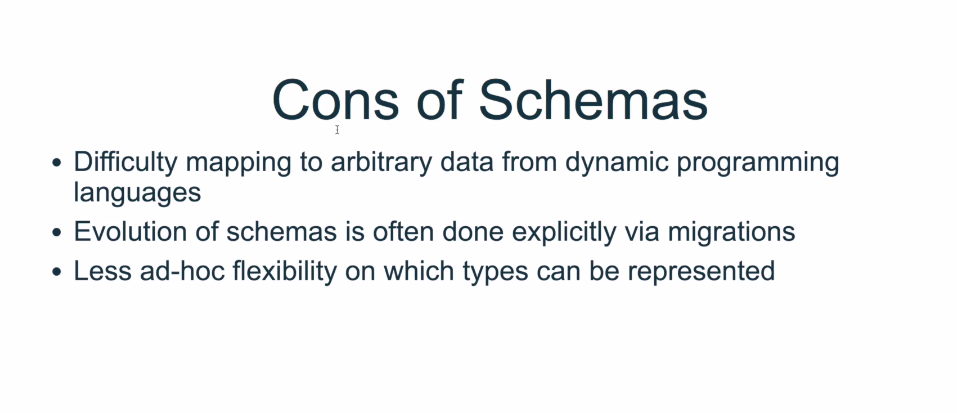 Cons of Schemas
• Difficulty mapping to arbitrary data from dynamic programming
languages
• Evolution of schemas is often done explicitly via migrations
• Less ad-hoc flexibility on which types can be represented